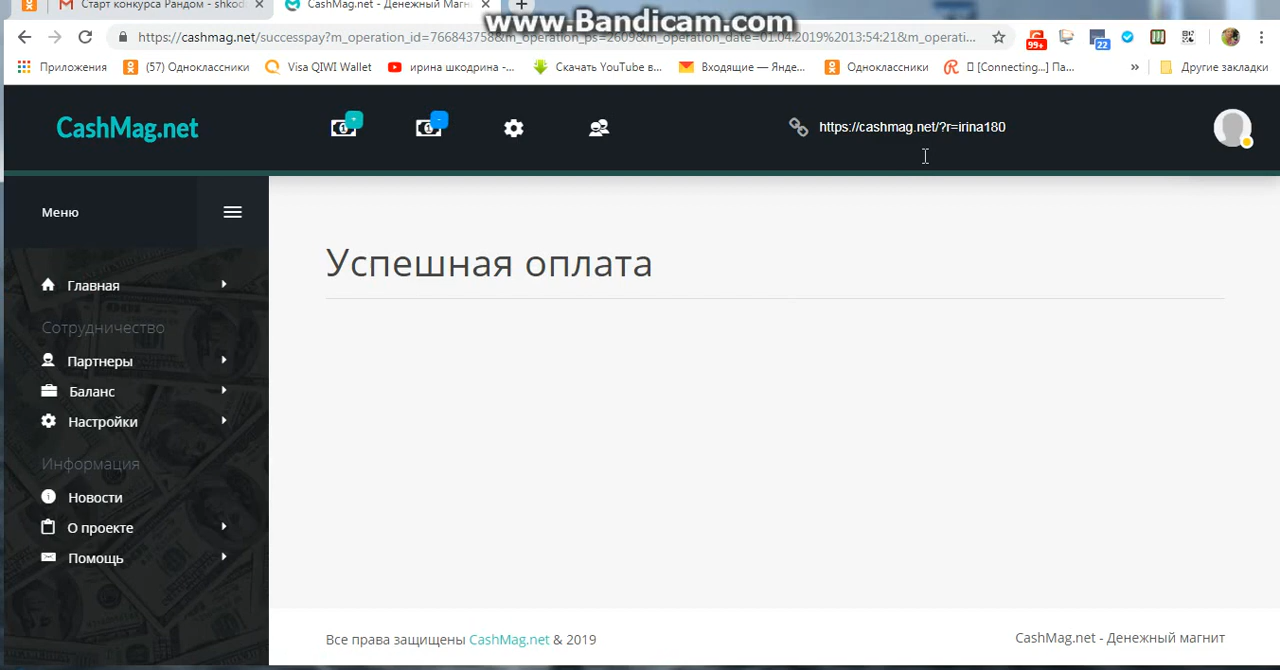 www.Bandicam.com
Старт конкурса Рандом - shkod
CashMag.net - Денежный Магн
https://cashmag.net/successpay?m_operation_id=766843758&m_operation_ps=2609&m_operation_date=01.04.2019%2013:54:21&m_operati...
99+
22
Приложения
(57) Одноклассники
Visa QIWI Wallet
ирина шкодрина -...
Скачать YouTube в...
Входящие — Янде...
Одноклассники
[Connecting...] Па...
»
Другие закладки
CashMag.net
https://cashmag.net/?r=irina180
Меню
Успешная оплата
Главная
Сотрудничество
Партнеры
Баланс
Настройки
Информация
Новости
О проекте
Помощь
Все права защищены CashMag.net & 2019
CashMag.net - Денежный магнит